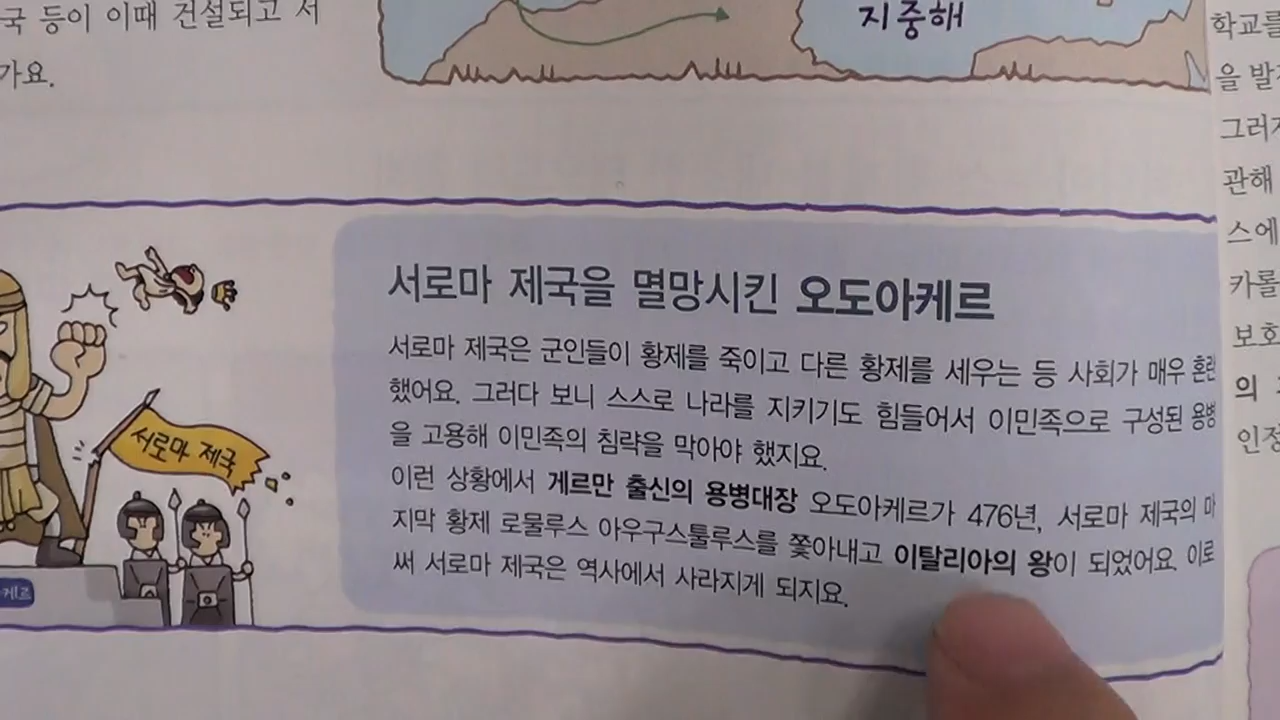 국 등이 이때 건설되고 서
가요.
지중해
서로마 제국
케르
서로마 제국을 멸망시킨 오도아케르
서로마 제국은 군인들이 황제를 죽이고 다른 황제를 세우는 등 사회가 매우 혼란
했어요. 그러다 보니 스스로 나라를 지키기도 힘들어서 이민족으로 구성된 용병
을 고용해 이민족의 침략을 막아야 했지요.
이런 상황에서 게르만 출신의 용병대장 오도아케르가 476년, 서로마 제국의 마
지막 황제 로물루스 아우구스툴루스를 쫓아내고 이탈리아의 왕이 되었어요. 이로
써 서로마 제국은 역사에서 사라지게 되지요.
학교를
을 발
그러
관해
스에
카롤
보호
의
인정